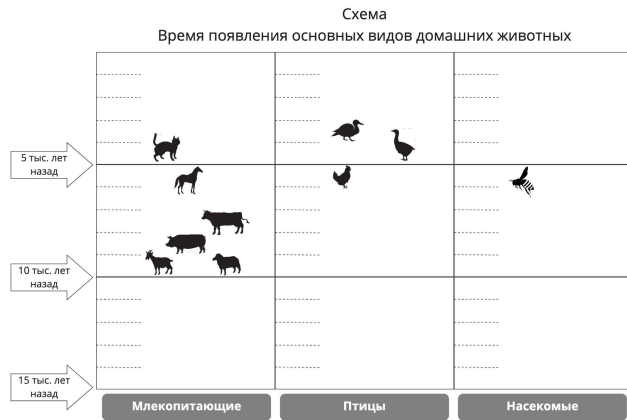 Схема
Время появления основных видов домашних животных
5 тыс. лет
назад
10 тыс. лет
назад
15 тыс. лет
назад
Млекопитающие
Птицы
Насекомые